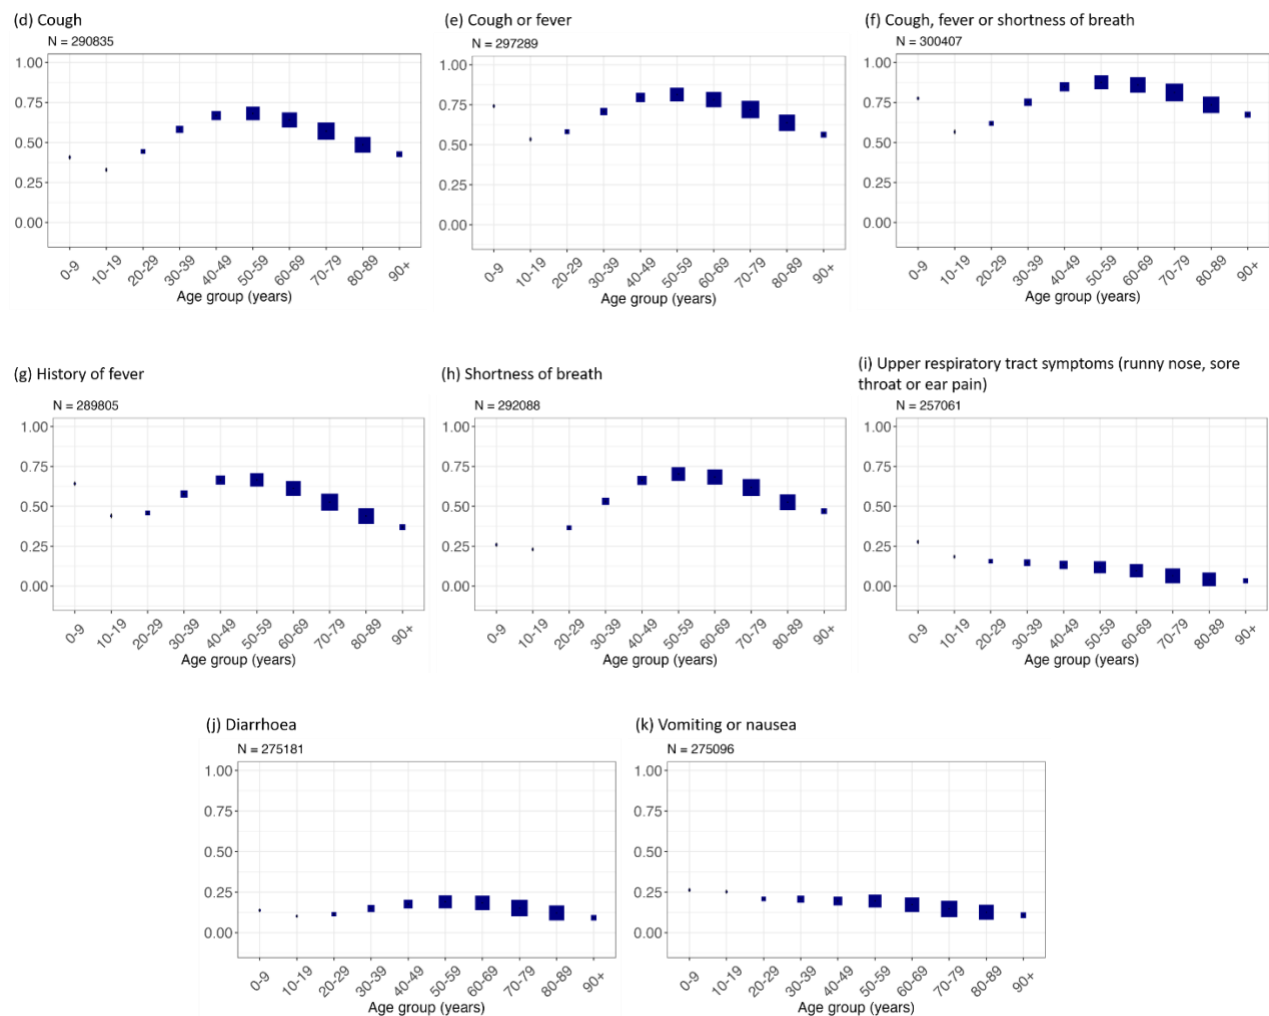 (d) Cough
N = 290835
1.00
0.75
0.50
0.25
0.00
0-9 10-19 20-29 30-39 40-49 50-59 60-69 70-79 80-89 90+
Age group (years)
(e) Cough or fever
N = 297289
1.00
0.75
0.50
0.25
0.00
0-9 10-19 20-29 30-39 40-49 50-59 60-69 70-79 80-89 90+
Age group (years)
(f) Cough, fever or shortness of breath
N = 300407
1.00
0.75
0.50
0.25
0.00
0-9 10-19 20-29 30-39 40-49 50-59 60-69 70-79 80-89 90+
Age group (years)
(g) History of fever
N = 289805
1.00
0.75
0.50
0.25
0.00
0-9 10-19 20-29 30-39 40-49 50-59 60-69 70-79 80-89 90+
Age group (years)
(h) Shortness of breath
N = 292088
1.00
0.75
0.50
0.25
0.00
0-9 10-19 20-29 30-39 40-49 50-59 60-69 70-79 80-89 90+
Age group (years)
(i) Upper respiratory tract symptoms (runny nose, sore
throat or ear pain)
N = 257061
1.00
0.75
0.50
0.25
0.00
0-9 10-19 20-29 30-39 40-49 50-59 60-69 70-79 80-89 90+
Age group (years)
(j) Diarrhoea
N = 275181
1.00
0.75
0.50
0.25
0.00
0-9 10-19 20-29 30-39 40-49 50-59 60-69 70-79 80-89 90+
Age group (years)
(k) Vomiting or nausea
N = 275096
1.00
0.75
0.50
0.25
0.00
0-9 10-19 20-29 30-39 40-49 50-59 60-69 70-79 80-89 90+
Age group (years)